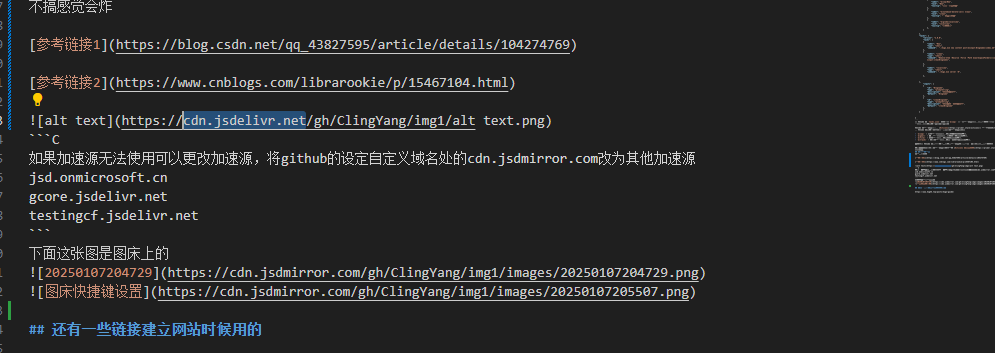 不搞感觉会炸
[参考链接1](https://blog.csdn.net/qq_43827595/article/details/104274769)
[参考链接2](https://www.cnblogs.com/librarookie/p/15467104.html)
![alt text](https://cdn.jsdelivr.net/gh/ClingYang/img1/alt text.png)
```C
如果加速源无法使用可以更改加速源，将github的设定自定义域名处的cdn.jsdmirror.com改为其他加速源
jsd.onmicrosoft.cn
gcore.jsdelivr.net
testingcf.jsdelivr.net
```
下面这张图是图床上的
![20250107204729](https://cdn.jsdmirror.com/gh/ClingYang/img1/images/20250107204729.png)
![图床快捷键设置](https://cdn.jsdmirror.com/gh/ClingYang/img1/images/20250107205507.png)
## 还有一些链接建立网站时候用的